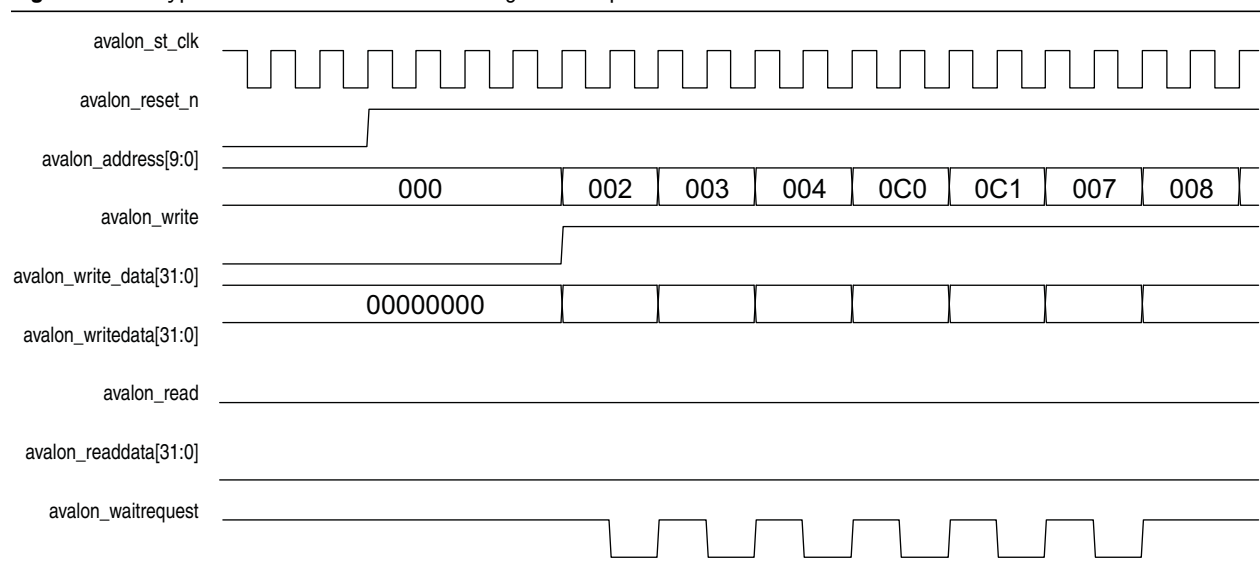 avalon_st_clk
avalon_reset_n
avalon_address[9:0]
000 002 003 004 0C0 0C1 007 008
avalon_write
avalon_write_data[31:0]
00000000
avalon_writedata[31:0]
avalon_read
avalon_readdata[31:0]
avalon_waitrequest